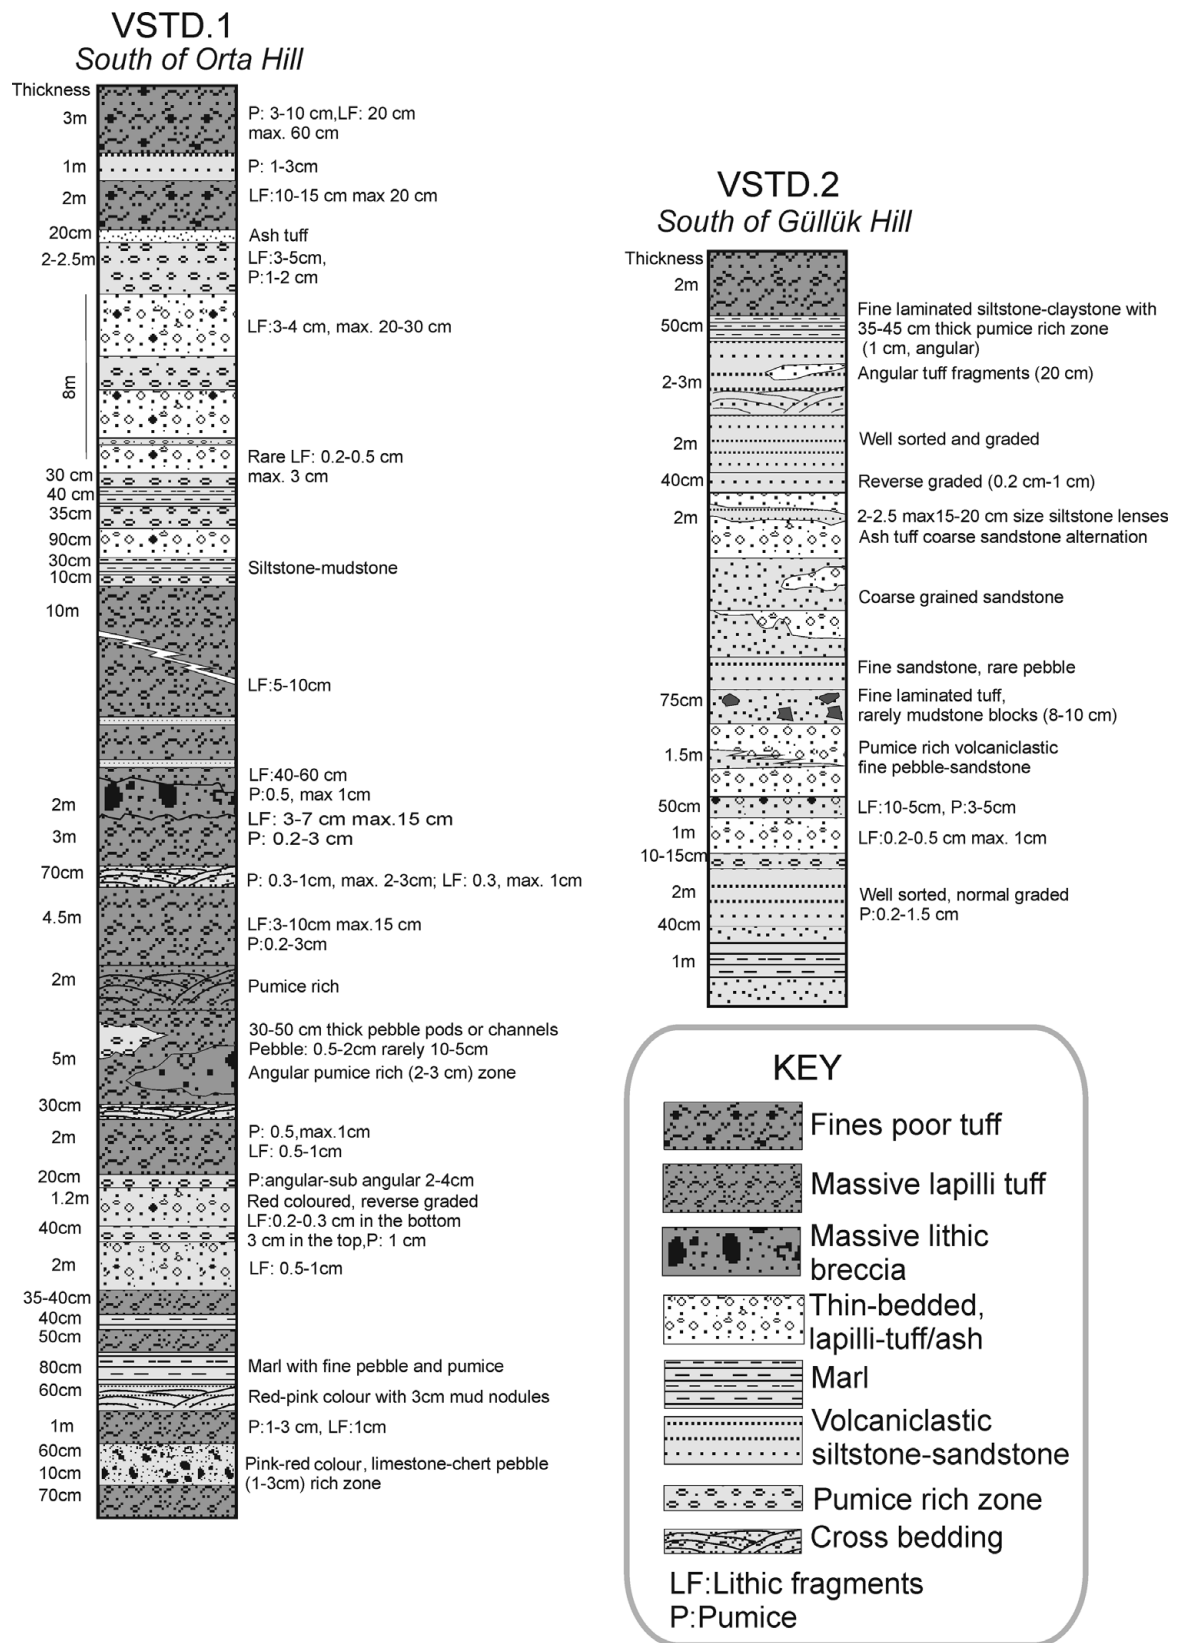 VSTD.1
South of Orta Hill
Thickness
3m
P: 3-10 cm,LF: 20 cm
max. 60 cm
1m
P: 1-3cm
2m
LF:10-15 cm max 20 cm
20cm
Ash tuff
2-2.5m
LF:3-5cm,
P:1-2 cm
LF:3-4 cm, max. 20-30 cm
8m
Rare LF: 0.2-0.5 cm
max. 3 cm
30 cm
40 cm
35cm
90cm
30cm
Siltstone-mudstone
10cm
10m
LF:5-10cm
LF:40-60 cm
P:0.5, max 1cm
2m
LF: 3-7 cm max.15 cm
3m
P: 0.2-3 cm
70cm
P: 0.3-1cm, max. 2-3cm; LF: 0.3, max. 1cm
4.5m
LF:3-10cm max.15 cm
P:0.2-3cm
2m
Pumice rich
30-50 cm thick pebble pods or channels
Pebble: 0.5-2cm rarely 10-5cm
5m
Angular pumice rich (2-3 cm) zone
30cm
2m
P: 0.5,max.1cm
LF: 0.5-1cm
20cm
P:angular-sub angular 2-4cm
1.2m
Red coloured, reverse graded
LF:0.2-0.3 cm in the bottom
40cm
3 cm in the top,P: 1 cm
2m
LF: 0.5-1cm
35-40cm
40cm
50cm
80cm
Marl with fine pebble and pumice
60cm
Red-pink colour with 3cm mud nodules
1m
P:1-3 cm, LF:1cm
60cm
10cm
Pink-red colour, limestone-chert pebble
(1-3cm) rich zone
70cm
VSTD.2
South of Güllük Hill
Thickness
2m
Fine laminated siltstone-claystone with
50cm
35-45 cm thick pumice rich zone
(1 cm, angular)
2-3m
Angular tuff fragments (20 cm)
2m
Well sorted and graded
40cm
Reverse graded (0.2 cm-1 cm)
2m
2-2.5 max15-20 cm size siltstone lenses
Ash tuff coarse sandstone alternation
Coarse grained sandstone
Fine sandstone, rare pebble
75cm
Fine laminated tuff,
rarely mudstone blocks (8-10 cm)
1.5m
Pumice rich volcaniclastic
fine pebble-sandstone
50cm
LF:10-5cm, P:3-5cm
1m
LF:0.2-0.5 cm max. 1cm
10-15cm
2m
Well sorted, normal graded
P:0.2-1.5 cm
40cm
1m
KEY
Fines poor tuff
Massive lapilli tuff
Massive lithic
breccia
Thin-bedded,
lapilli-tuff/ash
Marl
Volcaniclastic
siltstone-sandstone
Pumice rich zone
Cross bedding
LF:Lithic fragments
P:Pumice